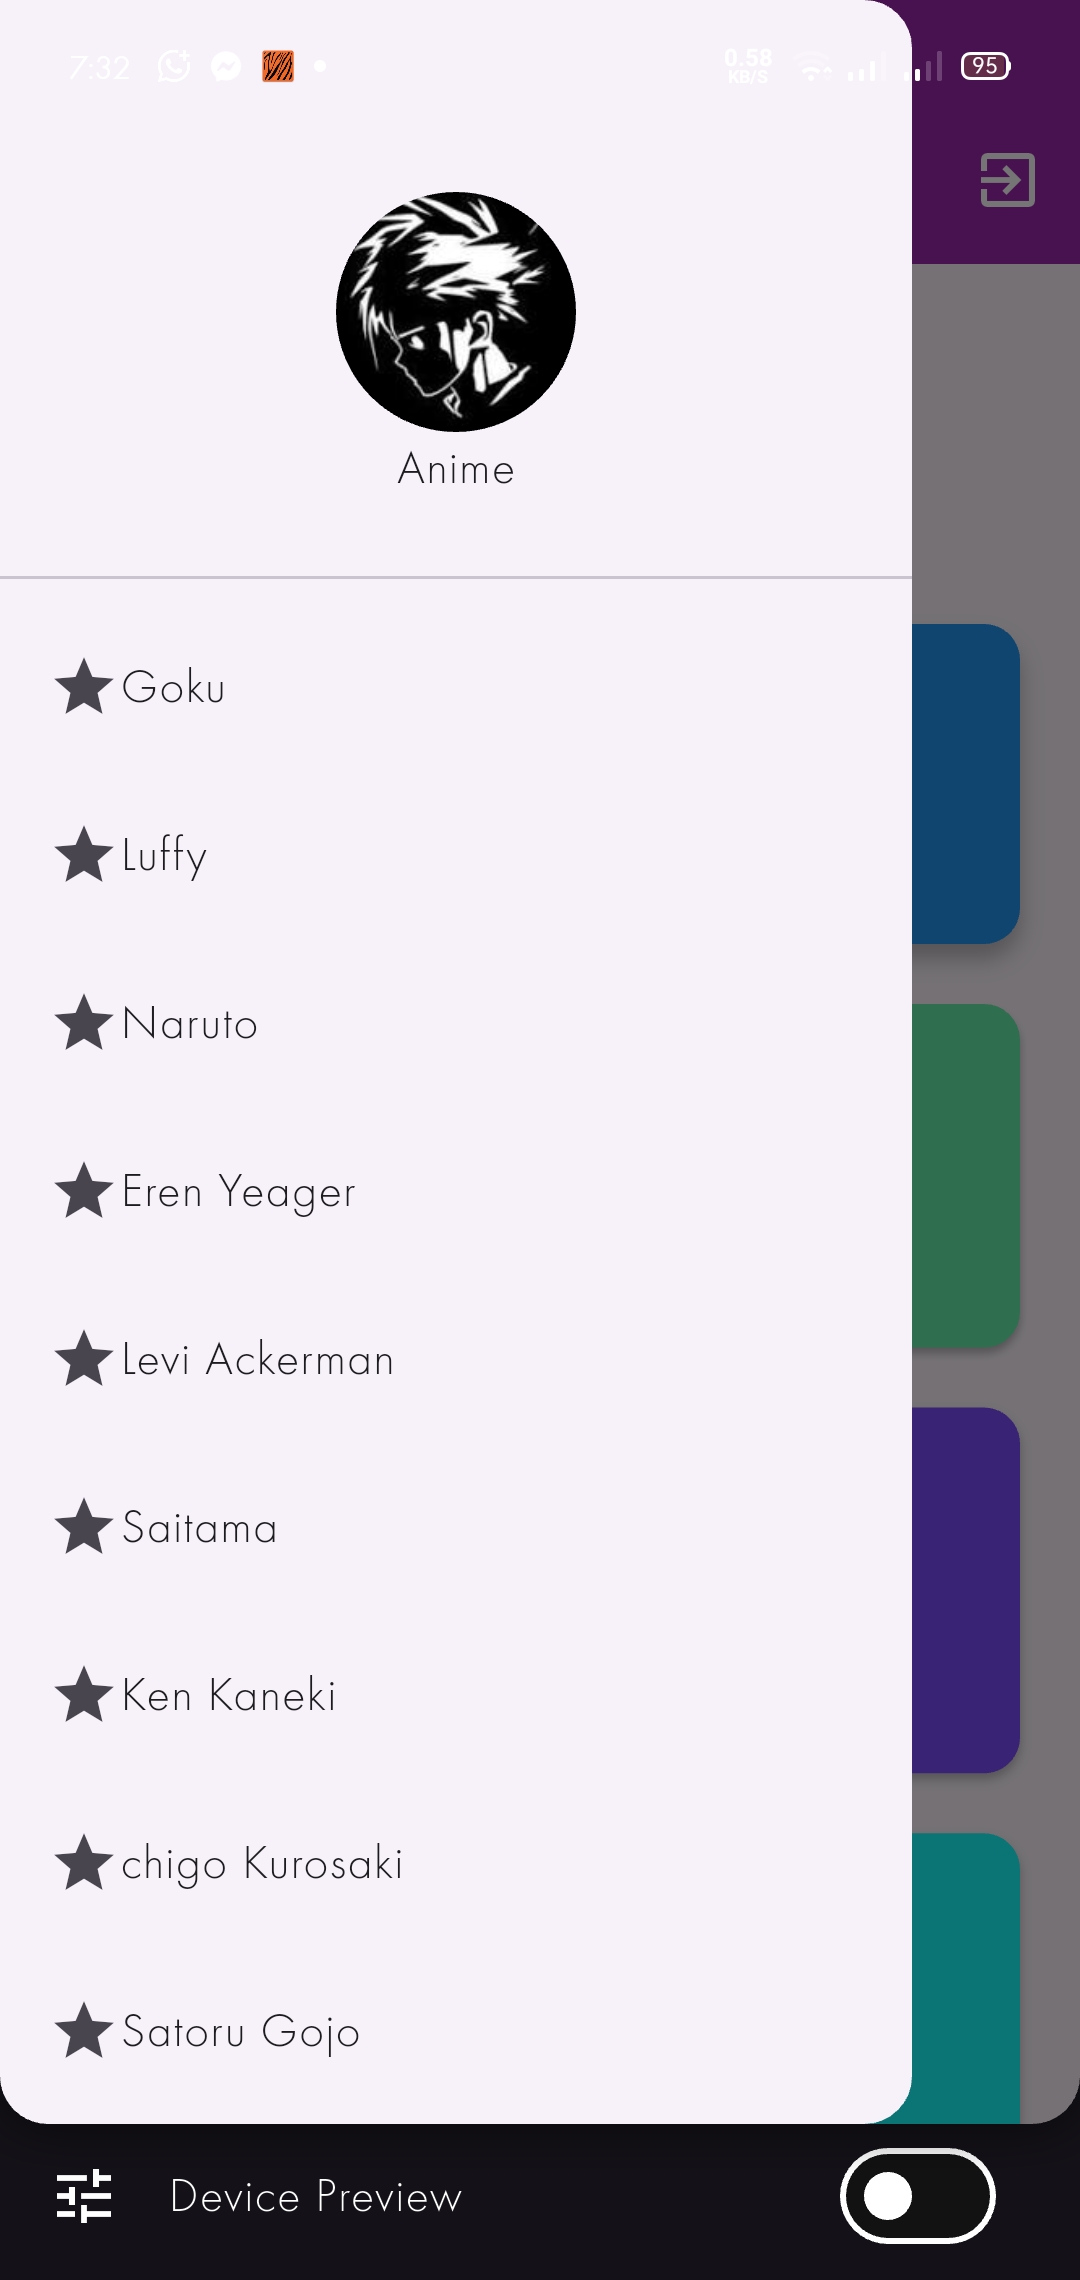 7:32
0.58
KB/S
95
Anime
Goku
Luffy
Naruto
Eren Yeager
Levi Ackerman
Saitama
Ken Kaneki
chigo Kurosaki
Satoru Gojo
Device Preview